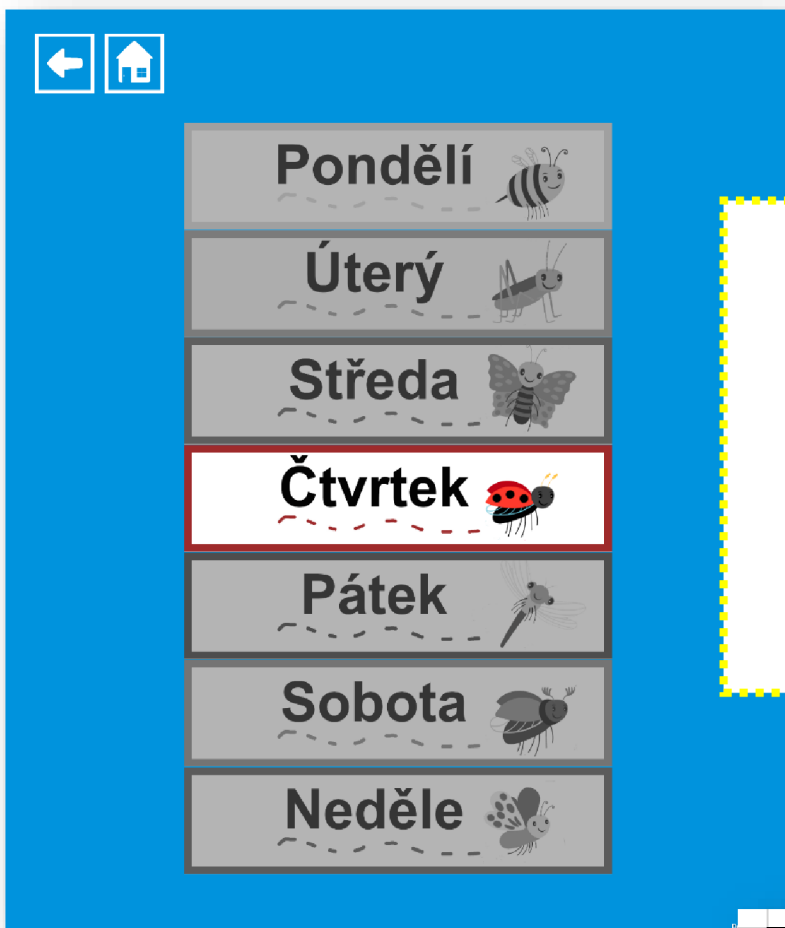 Pondělí
Úterý
Středa
Čtvrtek
Pátek
Sobota
Neděle